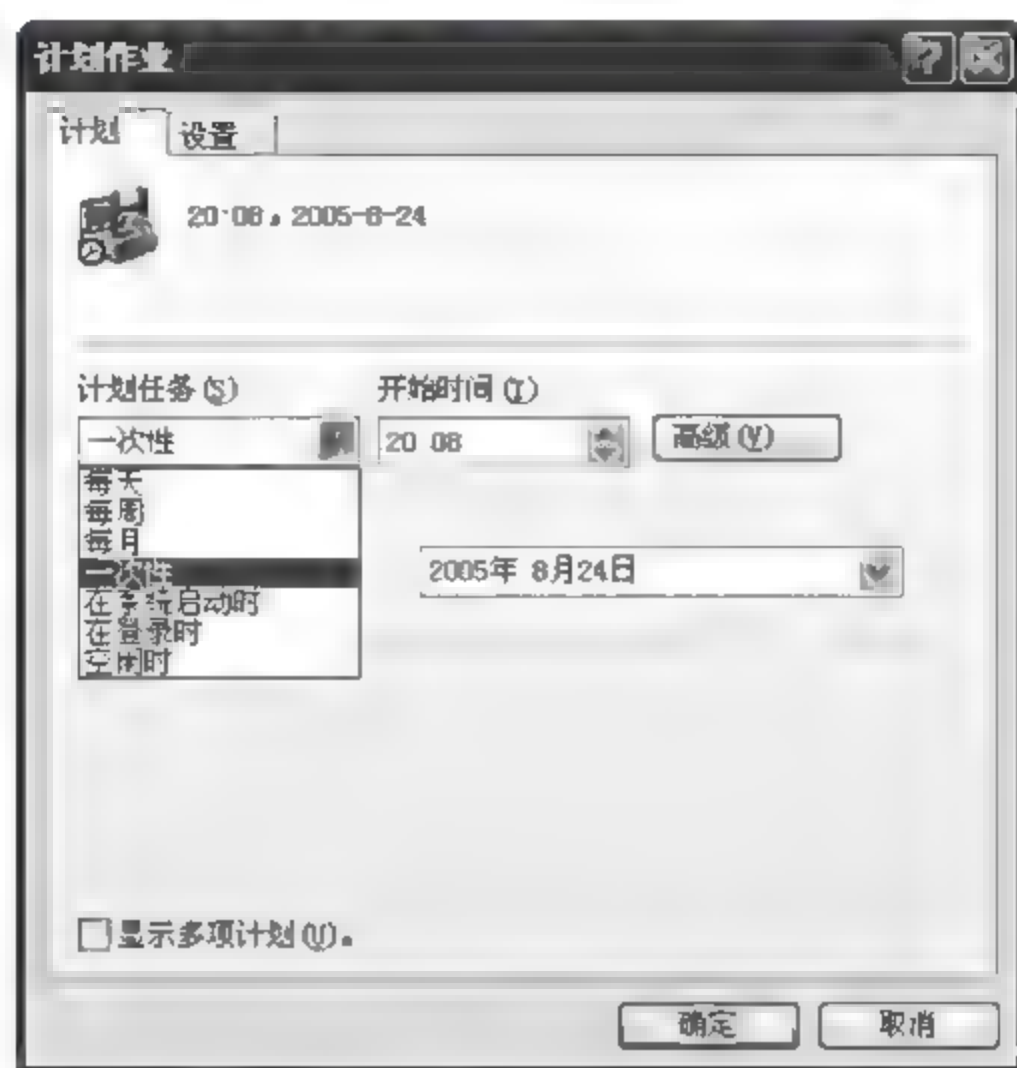 计划作业
计划 设置
20:08, 2005-8-24
计划任务(S) 开始时间(T)
一次性 20 08 高级(V)
每天
每周
每月
一次性
2005年 8月24日
在系统启动时
在登录时
空闲时
显示多项计划(U)。
确定 取消